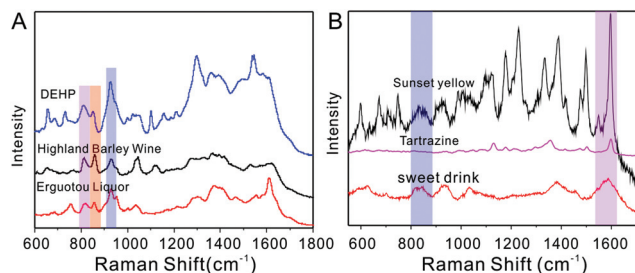 A
DEHP
Highland Barley Wine
Erguotou Liquor
Intensity
600 800 1000 1200 1400 1600 1800
Raman Shift(cm⁻¹)
B
Sunset yellow
Tartrazine
sweet drink
Intensity
600 800 1000 1200 1400 1600
Raman Shift (cm⁻¹)